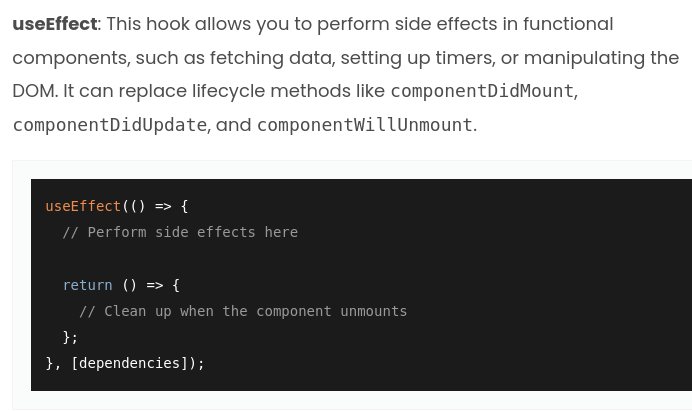 useEffect: This hook allows you to perform side effects in functional
components, such as fetching data, setting up timers, or manipulating the
DOM. It can replace lifecycle methods like componentDidMount,
componentDidUpdate, and componentWillUnmount.
useEffect(() => {
  // Perform side effects here
  return () => {
    // Clean up when the component unmounts
  };
}, [dependencies]);